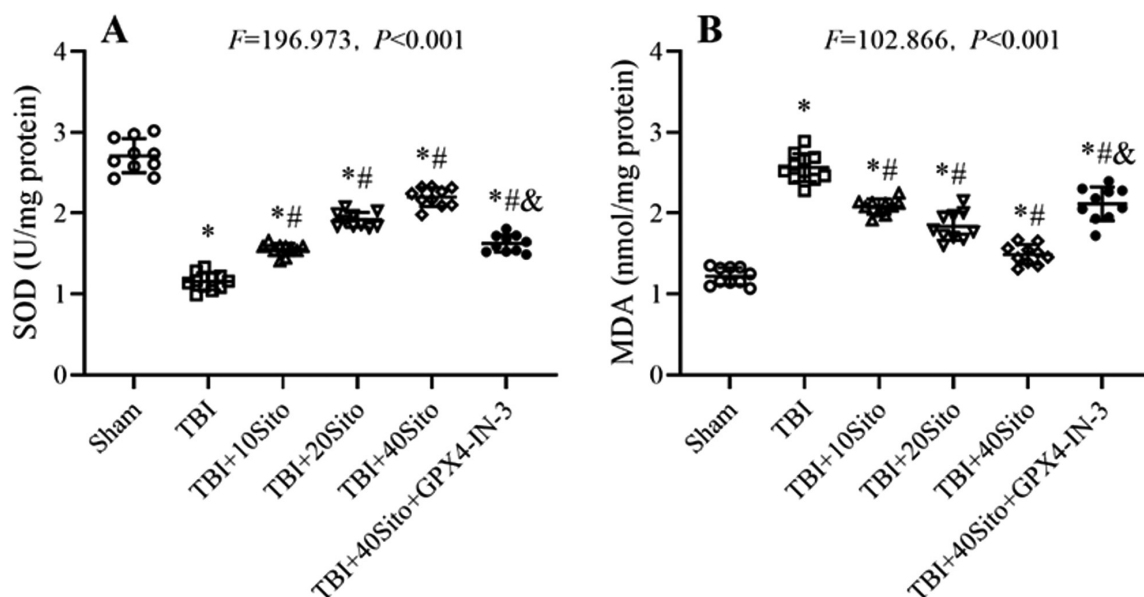 A
F=196.973, P<0.001
SOD (U/mg protein)
4
3
2
1
0
*
*#
*#
*#
*#&
Sham
TBI
TBI+10Sito
TBI+20Sito
TBI+40Sito
TBI+40Sito+GPX4-IN-3
B
F=102.866, P<0.001
MDA (nmol/mg protein)
4
3
2
1
0
*
*#
*#
*#
*#&
Sham
TBI
TBI+10Sito
TBI+20Sito
TBI+40Sito
TBI+40Sito+GPX4-IN-3